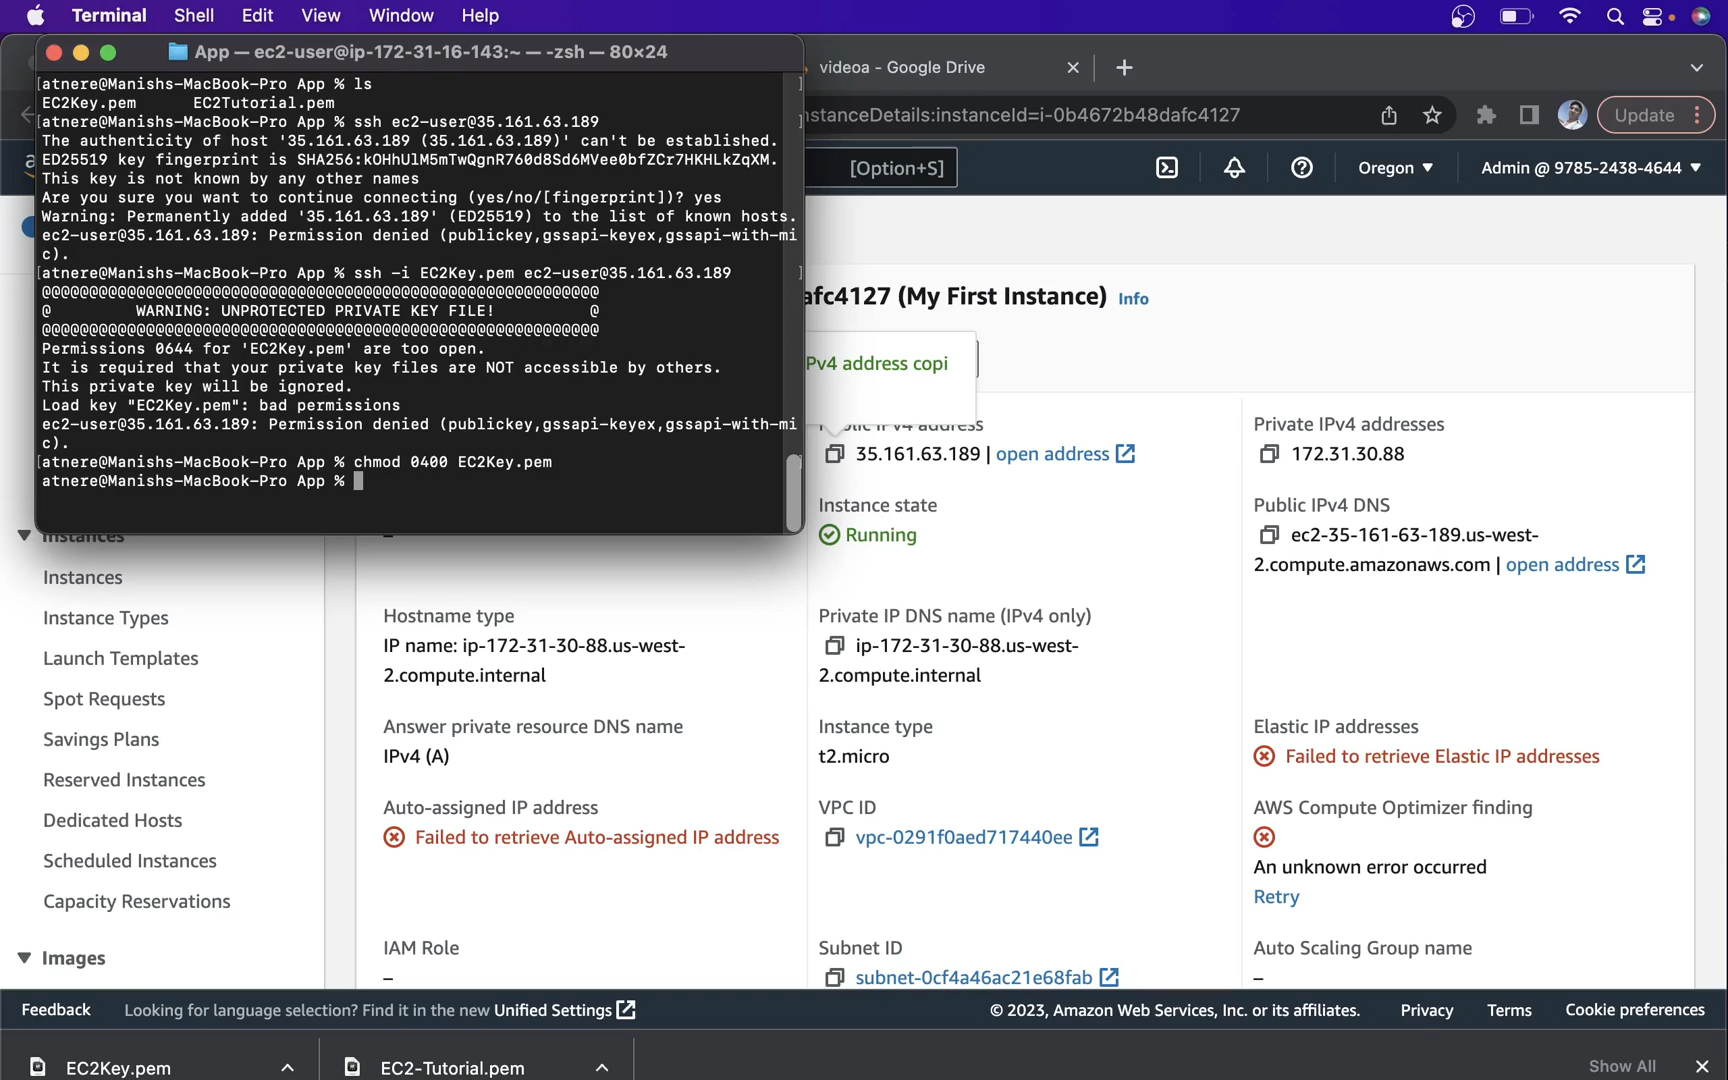 Terminal Shell Edit View Window Help
App — ec2-user@ip-172-31-16-143:~ — -zsh — 80×24
[atnere@Manishs-MacBook-Pro App % ls ]
EC2Key.pem EC2Tutorial.pem
[atnere@Manishs-MacBook-Pro App % ssh ec2-user@35.161.63.189 ]
The authenticity of host '35.161.63.189 (35.161.63.189)' can't be established.
ED25519 key fingerprint is SHA256:kOHhUlM5mTwQgnR760d8Sd6MVee0bfZCr7HKHLkZqXM.
This key is not known by any other names
Are you sure you want to continue connecting (yes/no/[fingerprint])? yes
Warning: Permanently added '35.161.63.189' (ED25519) to the list of known hosts.
ec2-user@35.161.63.189: Permission denied (publickey,gssapi-keyex,gssapi-with-mi
c).
[atnere@Manishs-MacBook-Pro App % ssh -i EC2Key.pem ec2-user@35.161.63.189 ]
@@@@@@@@@@@@@@@@@@@@@@@@@@@@@@@@@@@@@@@@@@@@@@@@@@@@@@@@@@@
@ WARNING: UNPROTECTED PRIVATE KEY FILE! @
@@@@@@@@@@@@@@@@@@@@@@@@@@@@@@@@@@@@@@@@@@@@@@@@@@@@@@@@@@@
Permissions 0644 for 'EC2Key.pem' are too open.
It is required that your private key files are NOT accessible by others.
This private key will be ignored.
Load key "EC2Key.pem": bad permissions
ec2-user@35.161.63.189: Permission denied (publickey,gssapi-keyex,gssapi-with-mi
c).
[atnere@Manishs-MacBook-Pro App % chmod 0400 EC2Key.pem ]
atnere@Manishs-MacBook-Pro App %
videoa - Google Drive
nstanceDetails:instanceId=i-0b4672b48dafc4127
Update
[Option+S]
Oregon
Admin @ 9785-2438-4644
afc4127 (My First Instance) Info
Pv4 address copi
Public IPv4 address
35.161.63.189 | open address
Private IPv4 addresses
172.31.30.88
Instance state
Running
Public IPv4 DNS
ec2-35-161-63-189.us-west-
2.compute.amazonaws.com | open address
Instances
Instances
Instance Types
Launch Templates
Spot Requests
Savings Plans
Reserved Instances
Dedicated Hosts
Scheduled Instances
Capacity Reservations
Images
–
Hostname type
IP name: ip-172-31-30-88.us-west-
2.compute.internal
Private IP DNS name (IPv4 only)
ip-172-31-30-88.us-west-
2.compute.internal
Answer private resource DNS name
IPv4 (A)
Instance type
t2.micro
Elastic IP addresses
Failed to retrieve Elastic IP addresses
Auto-assigned IP address
Failed to retrieve Auto-assigned IP address
VPC ID
vpc-0291f0aed717440ee
AWS Compute Optimizer finding
An unknown error occurred
Retry
IAM Role
–
Subnet ID
subnet-0cf4a46ac21e68fab
Auto Scaling Group name
–
Feedback Looking for language selection? Find it in the new Unified Settings © 2023, Amazon Web Services, Inc. or its affiliates. Privacy Terms Cookie preferences
EC2Key.pem EC2-Tutorial.pem Show All